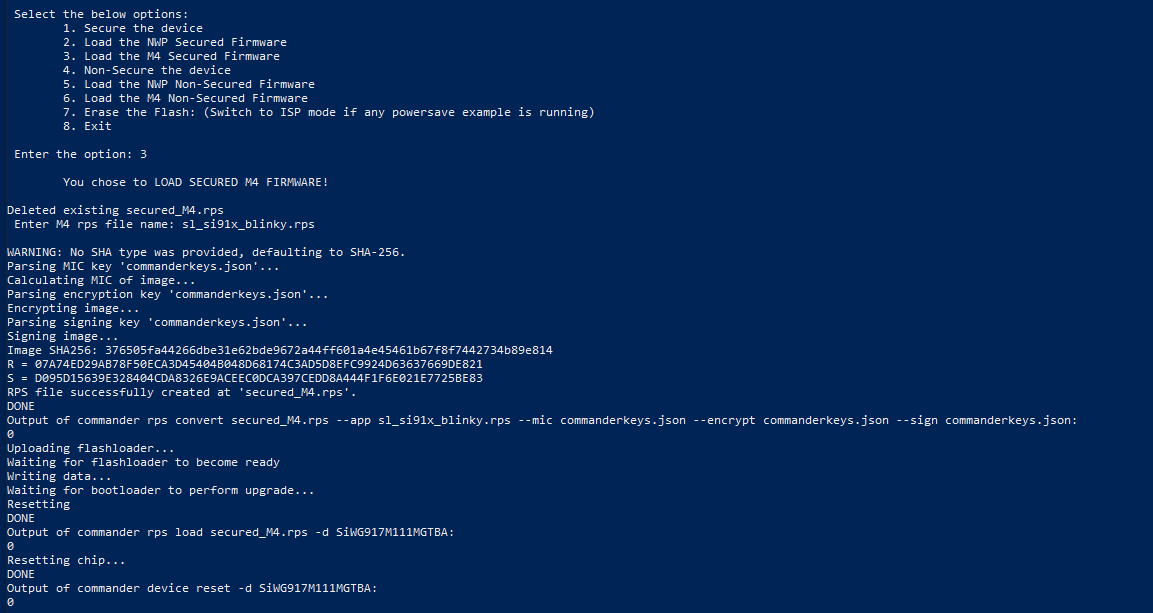 Select the below options:
1. Secure the device
2. Load the NWP Secured Firmware
3. Load the M4 Secured Firmware
4. Non-Secure the device
5. Load the NWP Non-Secured Firmware
6. Load the M4 Non-Secured Firmware
7. Erase the Flash: (Switch to ISP mode if any powersave example is running)
8. Exit
Enter the option: 3
You chose to LOAD SECURED M4 FIRMWARE!
Deleted existing secured_M4.rps
Enter M4 rps file name: sl_si91x_blinky.rps
WARNING: No SHA type was provided, defaulting to SHA-256.
Parsing MIC key 'commanderkeys.json'...
Calculating MIC of image...
Parsing encryption key 'commanderkeys.json'...
Encrypting image...
Parsing signing key 'commanderkeys.json'...
Signing image...
Image SHA256: 376505fa44266dbe31e62bde9672a44ff601a4e45461b67f8f7442734b89e814
R = 07A74ED29AB78F50ECA3D45404B048D68174C3AD5D8EFC9924D63637669DE821
S = D095D15639E328404CDA8326E9ACEEC0DCA397CEDD8A444F1F6E021E7725BE83
RPS file successfully created at 'secured_M4.rps'.
DONE
Output of commander rps convert secured_M4.rps --app sl_si91x_blinky.rps --mic commanderkeys.json --encrypt commanderkeys.json --sign commanderkeys.json:
0
Uploading flashloader...
Waiting for flashloader to become ready
Writing data...
Waiting for bootloader to perform upgrade...
Resetting
DONE
Output of commander rps load secured_M4.rps -d SiWG917M111MGTBA:
0
Resetting chip...
DONE
Output of commander device reset -d SiWG917M111MGTBA:
0